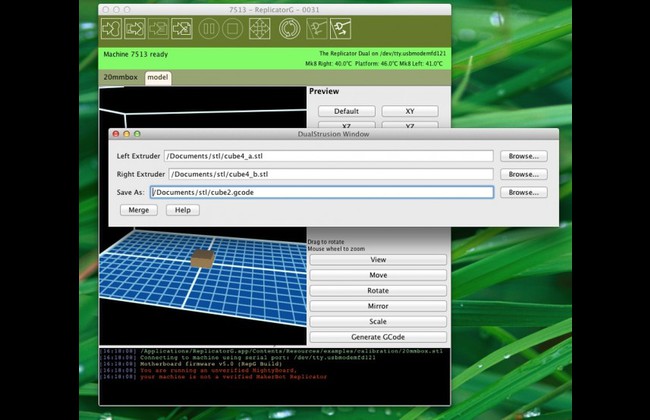 7513 - ReplicatorG - 0031
Machine 7513 ready
The Replicator Dual on /dev/tty.usbmodemfd121
Mk8 Right: 40.0°C Platform: 46.0°C Mk8 Left: 41.0°C
20mmbox model
Preview
Default XY
XZ YZ
DualStrusion Window
Left Extruder /Documents/stl/cube4_a.stl Browse...
Right Extruder /Documents/stl/cube4_b.stl Browse...
Save As: /Documents/stl/cube2.gcode Browse...
Merge Help
Drag to rotate
Mouse wheel to zoom
View
Move
Rotate
Mirror
Scale
Generate GCode
[16:18:00] /Applications/ReplicatorG.app/Contents/Resources/examples/calibration/20mmbox.stl
[16:18:08] Connecting to machine using serial port: /dev/tty.usbmodemfd121
[16:18:08] Motherboard firmware v5.0 (RepG Build)
[16:18:08] You are running an unverified MightyBoard,
[16:18:08] your machine is not a verified MakerBot Replicator